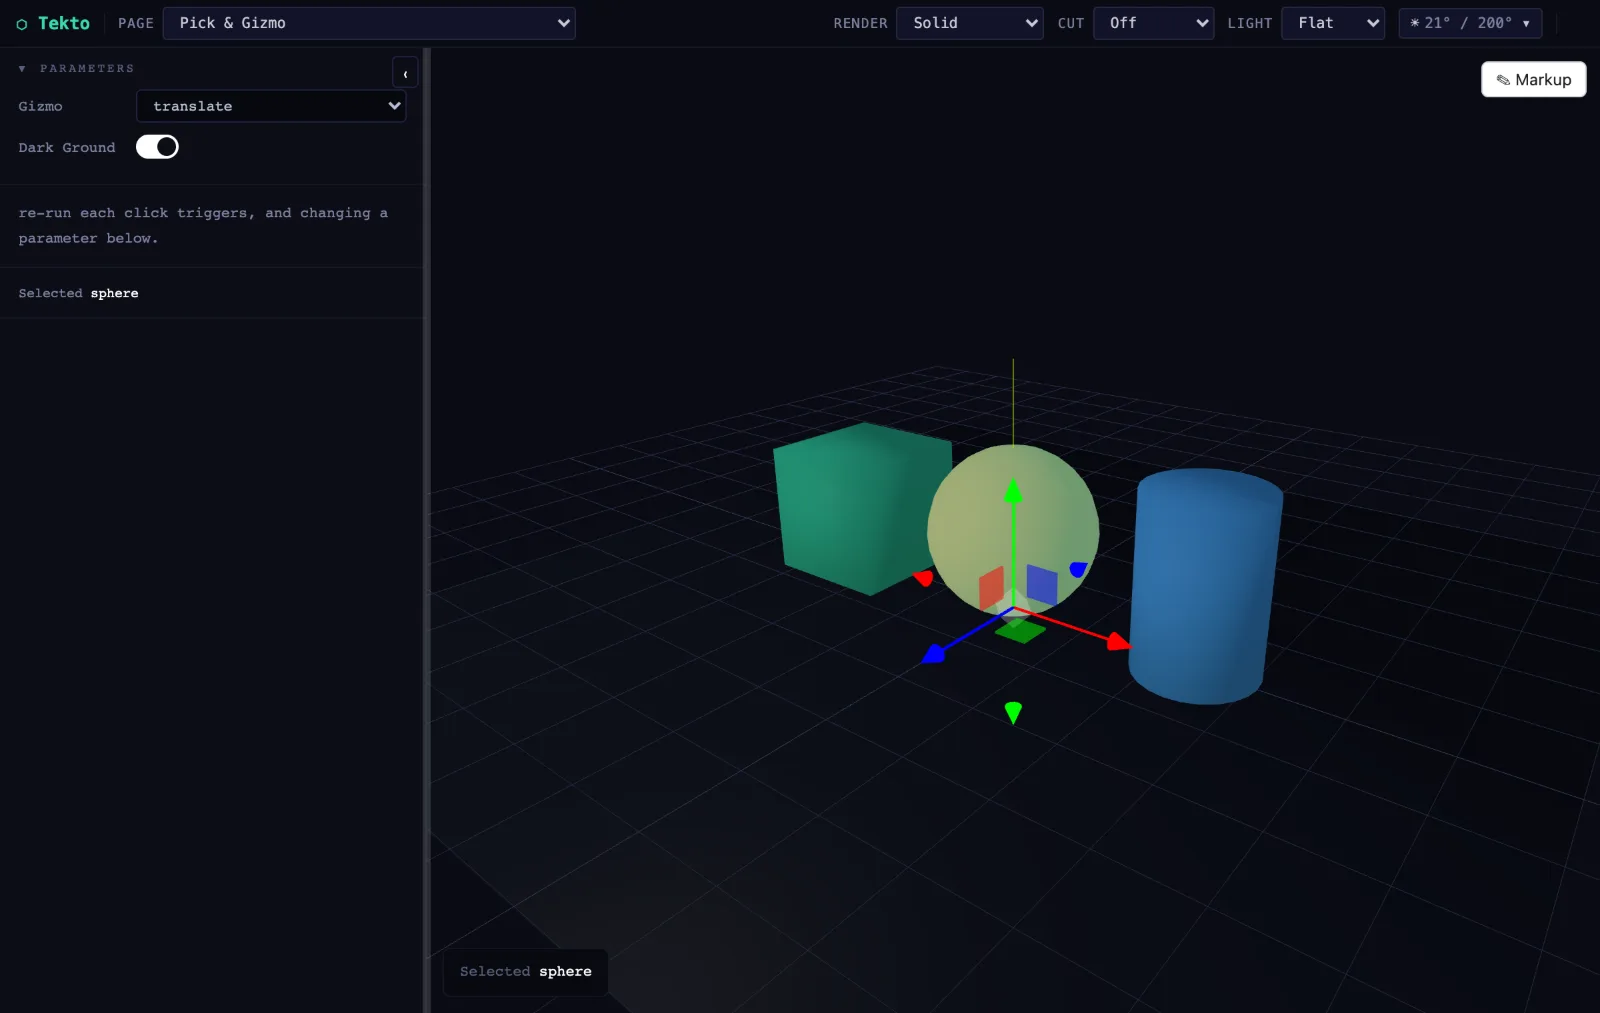 Tekto PAGE Pick & Gizmo RENDER Solid CUT Off LIGHT Flat ☀ 21° / 200° ▾
▼ PARAMETERS ‹
✎ Markup
Gizmo translate
Dark Ground
re-run each click triggers, and changing a
parameter below.
Selected sphere
Selected sphere